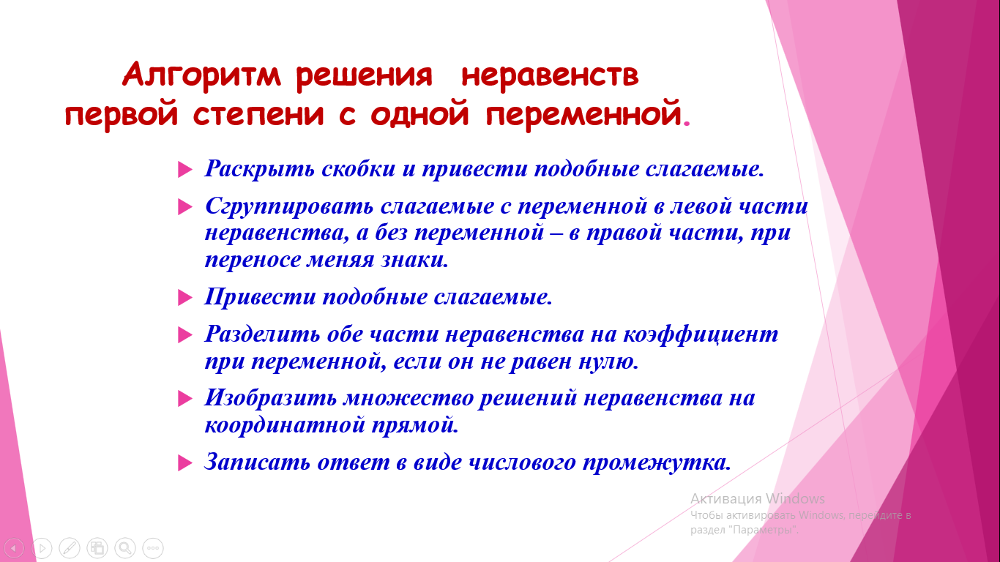 Алгоритм решения неравенств
первой степени с одной переменной.
Раскрыть скобки и привести подобные слагаемые.
Сгруппировать слагаемые с переменной в левой части
неравенства, а без переменной – в правой части, при
переносе меняя знаки.
Привести подобные слагаемые.
Разделить обе части неравенства на коэффициент
при переменной, если он не равен нулю.
Изобразить множество решений неравенства на
координатной прямой.
Записать ответ в виде числового промежутка.
Активация Windows
Чтобы активировать Windows, перейдите в
раздел "Параметры".